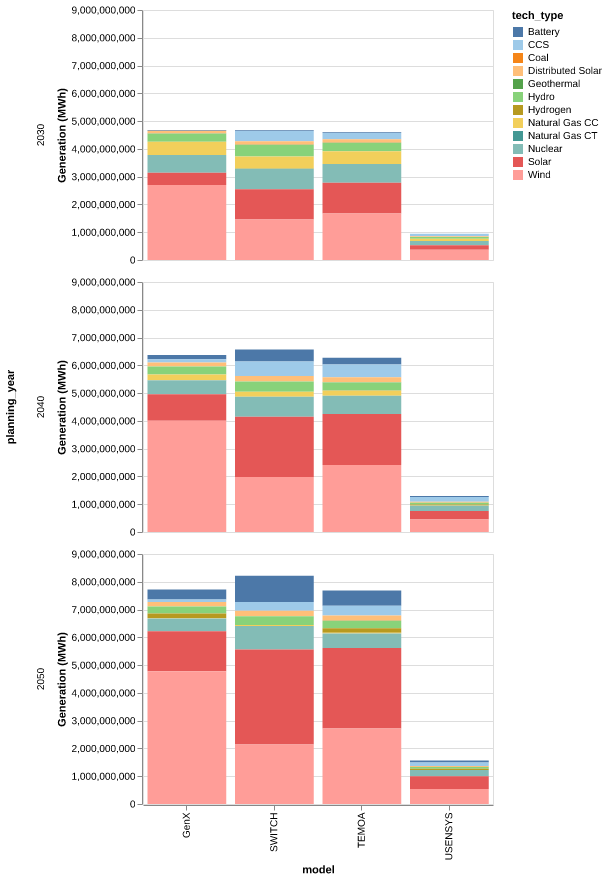 tech_type
Battery
CCS
Coal
Distributed Solar
Geothermal
Hydro
Hydrogen
Natural Gas CC
Natural Gas CT
Nuclear
Solar
Wind
planning_year
2030
Generation (MWh)
9,000,000,000
8,000,000,000
7,000,000,000
6,000,000,000
5,000,000,000
4,000,000,000
3,000,000,000
2,000,000,000
1,000,000,000
0
2040
Generation (MWh)
9,000,000,000
8,000,000,000
7,000,000,000
6,000,000,000
5,000,000,000
4,000,000,000
3,000,000,000
2,000,000,000
1,000,000,000
0
2050
Generation (MWh)
9,000,000,000
8,000,000,000
7,000,000,000
6,000,000,000
5,000,000,000
4,000,000,000
3,000,000,000
2,000,000,000
1,000,000,000
0
GenX
SWITCH
TEMOA
USENSYS
model